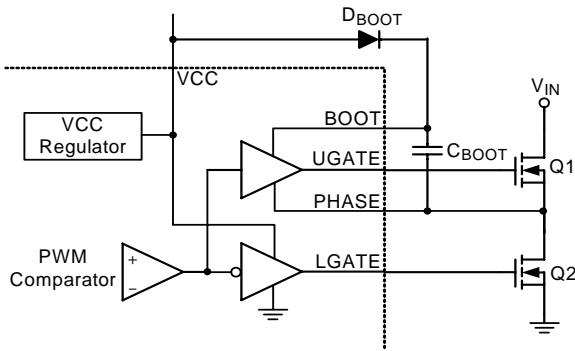 DBOOT
VCC
VIN
VCC
Regulator
BOOT
CBOOT
UGATE
Q1
PHASE
PWM
Comparator
+
−
LGATE
Q2